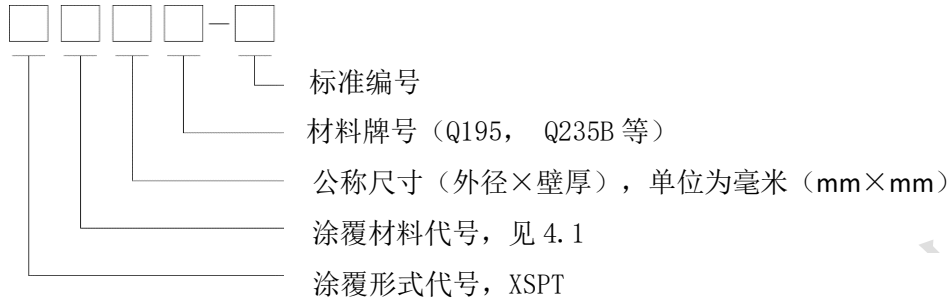 标准编号
材料牌号（Q195， Q235B 等）
公称尺寸（外径×壁厚），单位为毫米（mm×mm）
涂覆材料代号，见 4.1
涂覆形式代号，XSPT